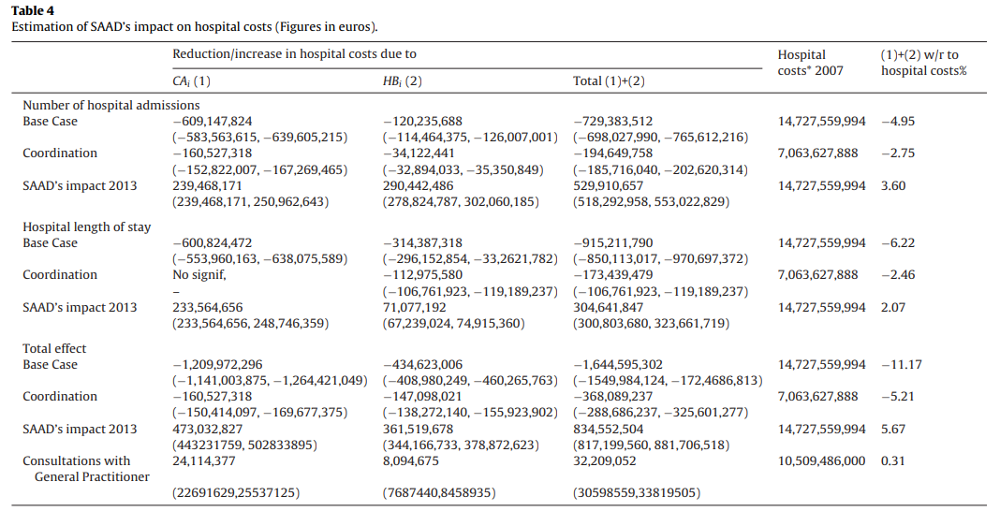 Table 4
Estimation of SAAD's impact on hospital costs (Figures in euros).
Reduction/increase in hospital costs due to Hospital costs* 2007 (1)+(2) w/r to hospital costs%
CAi (1) HBi (2) Total (1)+(2)
Number of hospital admissions
Base Case −609,147,824 −120,235,688 −729,383,512 14,727,559,994 −4.95
(−583,563,615, −639,605,215) (−114,464,375, −126,007,001) (−698,027,990, −765,612,216)
Coordination −160,527,318 −34,122,441 −194,649,758 7,063,627,888 −2.75
(−152,822,007, −167,269,465) (−32,894,033, −35,350,849) (−185,716,040, −202,620,314)
SAAD's impact 2013 239,468,171 290,442,486 529,910,657 14,727,559,994 3.60
(239,468,171, 250,962,643) (278,824,787, 302,060,185) (518,292,958, 553,022,829)
Hospital length of stay
Base Case −600,824,472 −314,387,318 −915,211,790 14,727,559,994 −6.22
(−553,960,163, −638,075,589) (−296,152,854, −33,2621,782) (−850,113,017, −970,697,372)
Coordination No signif, −112,975,580 −173,439,479 7,063,627,888 −2.46
– (−106,761,923, −119,189,237) (−106,761,923, −119,189,237)
SAAD's impact 2013 233,564,656 71,077,192 304,641,847 14,727,559,994 2.07
(233,564,656, 248,746,359) (67,239,024, 74,915,360) (300,803,680, 323,661,719)
Total effect
Base Case −1,209,972,296 −434,623,006 −1,644,595,302 14,727,559,994 −11.17
(−1,141,003,875, −1,264,421,049) (−408,980,249, −460,265,763) (−1549,984,124, −172,4686,813)
Coordination −160,527,318 −147,098,021 −368,089,237 7,063,627,888 −5.21
(−150,414,097, −169,677,375) (−138,272,140, −155,923,902) (−288,686,237, −325,601,277)
SAAD's impact 2013 473,032,827 361,519,678 834,552,504 14,727,559,994 5.67
(443231759, 502833895) (344,166,733, 378,872,623) (817,199,560, 881,706,518)
Consultations with 24,114,377 8,094,675 32,209,052 10,509,486,000 0.31
General Practitioner
(22691629,25537125) (7687440,8458935) (30598559,33819505)